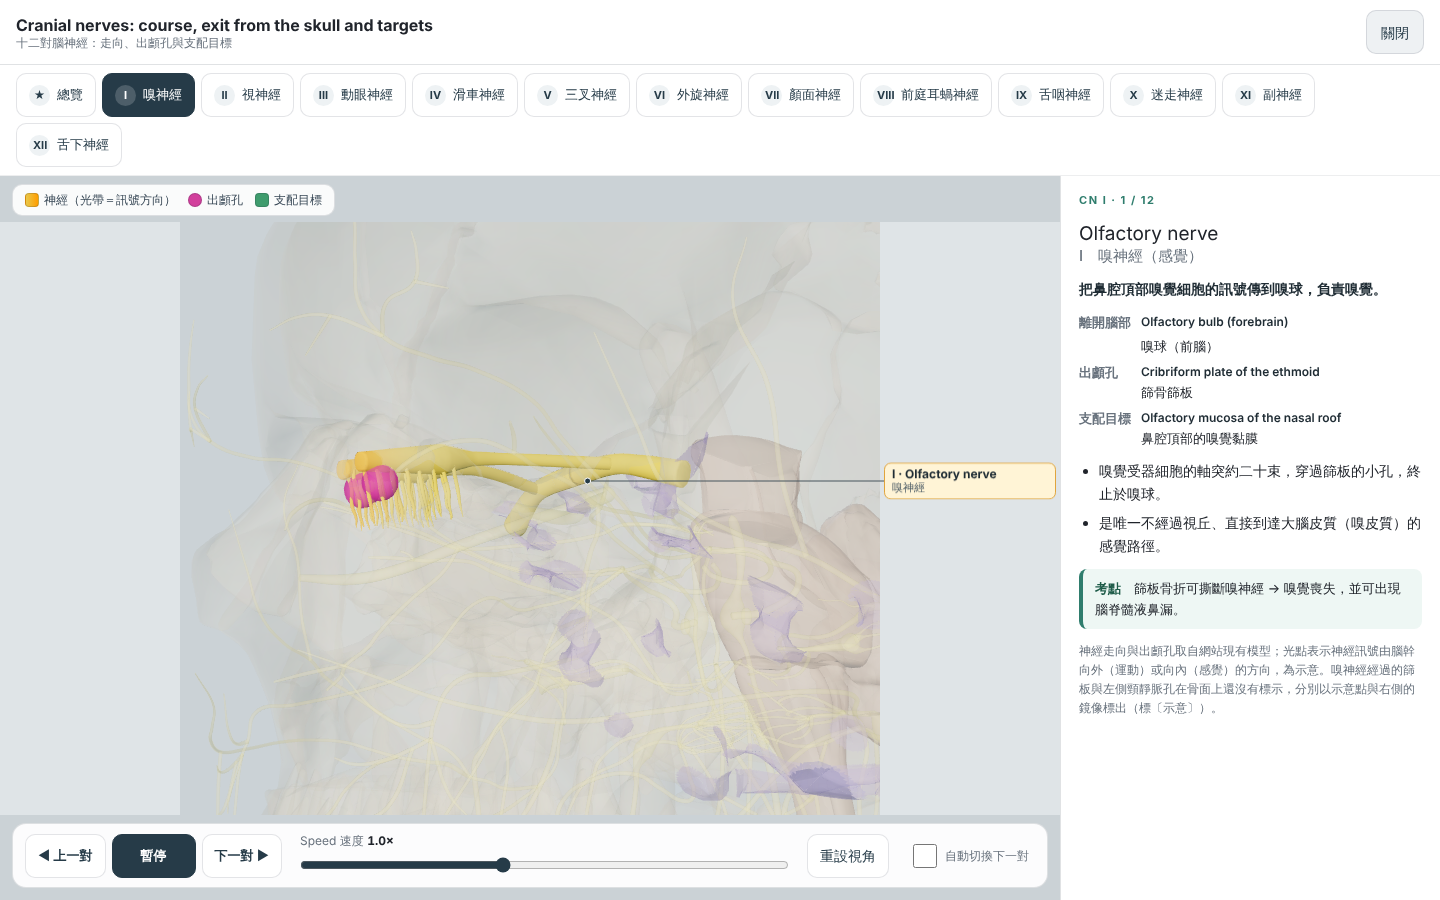 Cranial nerves: course, exit from the skull and targets
十二對腦神經：走向、出顱孔與支配目標
關閉
★ 總覽
I 嗅神經
II 視神經
III 動眼神經
IV 滑車神經
V 三叉神經
VI 外旋神經
VII 顏面神經
VIII 前庭耳蝸神經
IX 舌咽神經
X 迷走神經
XI 副神經
XII 舌下神經
神經（光帶＝訊號方向）
出顱孔
支配目標
I · Olfactory nerve
嗅神經
◀ 上一對
暫停
下一對 ▶
Speed 速度 1.0×
重設視角
自動切換下一對
CN I · 1 / 12
Olfactory nerve
I 嗅神經（感覺）
把鼻腔頂部嗅覺細胞的訊號傳到嗅球，負責嗅覺。
離開腦部 Olfactory bulb (forebrain)
嗅球（前腦）
出顱孔 Cribriform plate of the ethmoid
篩骨篩板
支配目標 Olfactory mucosa of the nasal roof
鼻腔頂部的嗅覺黏膜
• 嗅覺受器細胞的軸突約二十束，穿過篩板的小孔，終
止於嗅球。
• 是唯一不經過視丘、直接到達大腦皮質（嗅皮質）的
感覺路徑。
考點 篩板骨折可撕斷嗅神經 → 嗅覺喪失，並可出現
腦脊髓液鼻漏。
神經走向與出顱孔取自網站現有模型；光點表示神經訊號由腦幹
向外（運動）或向內（感覺）的方向，為示意。嗅神經經過的篩
板與左側頸靜脈孔在骨面上還沒有標示，分別以示意點與右側的
鏡像標出（標〔示意〕）。